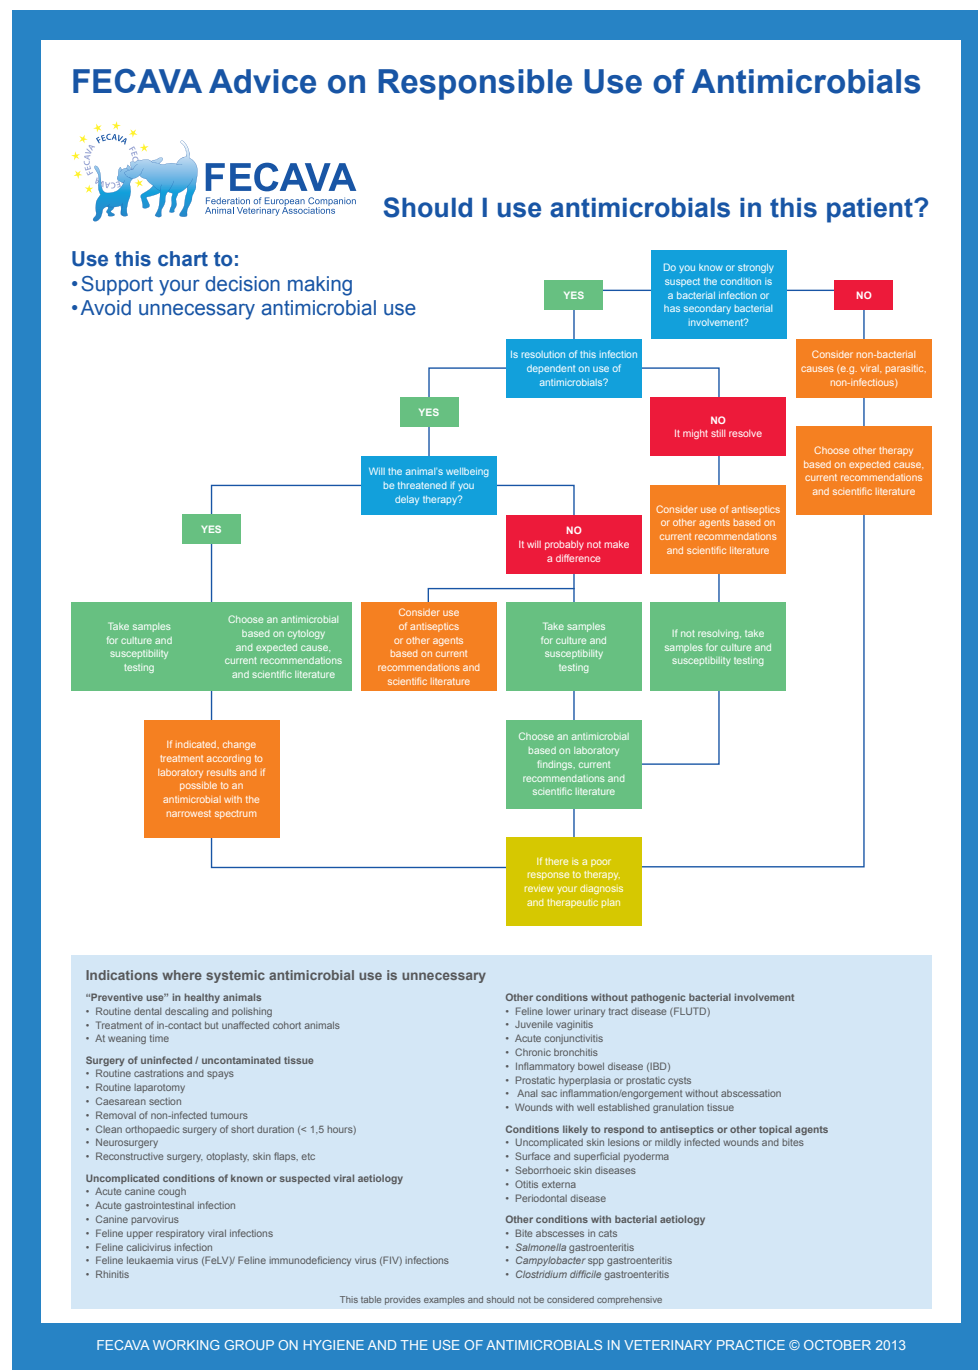 FECAVA Advice on Responsible Use of Antimicrobials
FECAVA
FECAVA
FECAVA
Federation of European Companion
Animal Veterinary Associations
Should I use antimicrobials in this patient?
Use this chart to:
• Support your decision making
• Avoid unnecessary antimicrobial use
Do you know or strongly
suspect the condition is
a bacterial infection or
has secondary bacterial
involvement?
YES
NO
Is resolution of this infection
dependent on use of
antimicrobials?
Consider non-bacterial
causes (e.g. viral, parasitic,
non-infectious)
YES
NO
It might still resolve
Choose other therapy
based on expected cause,
current recommendations
and scientific literature
Will the animal's wellbeing
be threatened if you
delay therapy?
Consider use of antiseptics
or other agents based on
current recommendations
and scientific literature
YES
NO
It will probably not make
a difference
Take samples
for culture and
susceptibility
testing
Choose an antimicrobial
based on cytology
and expected cause,
current recommendations
and scientific literature
Consider use
of antiseptics
or other agents
based on current
recommendations and
scientific literature
Take samples
for culture and
susceptibility
testing
If not resolving, take
samples for culture and
susceptibility testing
If indicated, change
treatment according to
laboratory results and if
possible to an
antimicrobial with the
narrowest spectrum
Choose an antimicrobial
based on laboratory
findings, current
recommendations and
scientific literature
If there is a poor
response to therapy,
review your diagnosis
and therapeutic plan
Indications where systemic antimicrobial use is unnecessary
“Preventive use” in healthy animals
• Routine dental descaling and polishing
• Treatment of in-contact but unaffected cohort animals
• At weaning time
Surgery of uninfected / uncontaminated tissue
• Routine castrations and spays
• Routine laparotomy
• Caesarean section
• Removal of non-infected tumours
• Clean orthopaedic surgery of short duration (< 1,5 hours)
• Neurosurgery
• Reconstructive surgery, otoplasty, skin flaps, etc
Uncomplicated conditions of known or suspected viral aetiology
• Acute canine cough
• Acute gastrointestinal infection
• Canine parvovirus
• Feline upper respiratory viral infections
• Feline calicivirus infection
• Feline leukaemia virus (FeLV)/ Feline immunodeficiency virus (FIV) infections
• Rhinitis
Other conditions without pathogenic bacterial involvement
• Feline lower urinary tract disease (FLUTD)
• Juvenile vaginitis
• Acute conjunctivitis
• Chronic bronchitis
• Inflammatory bowel disease (IBD)
• Prostatic hyperplasia or prostatic cysts
• Anal sac inflammation/engorgement without abscessation
• Wounds with well established granulation tissue
Conditions likely to respond to antiseptics or other topical agents
• Uncomplicated skin lesions or mildly infected wounds and bites
• Surface and superficial pyoderma
• Seborrhoeic skin diseases
• Otitis externa
• Periodontal disease
Other conditions with bacterial aetiology
• Bite abscesses in cats
• Salmonella gastroenteritis
• Campylobacter spp gastroenteritis
• Clostridium difficile gastroenteritis
This table provides examples and should not be considered comprehensive
FECAVA WORKING GROUP ON HYGIENE AND THE USE OF ANTIMICROBIALS IN VETERINARY PRACTICE © OCTOBER 2013